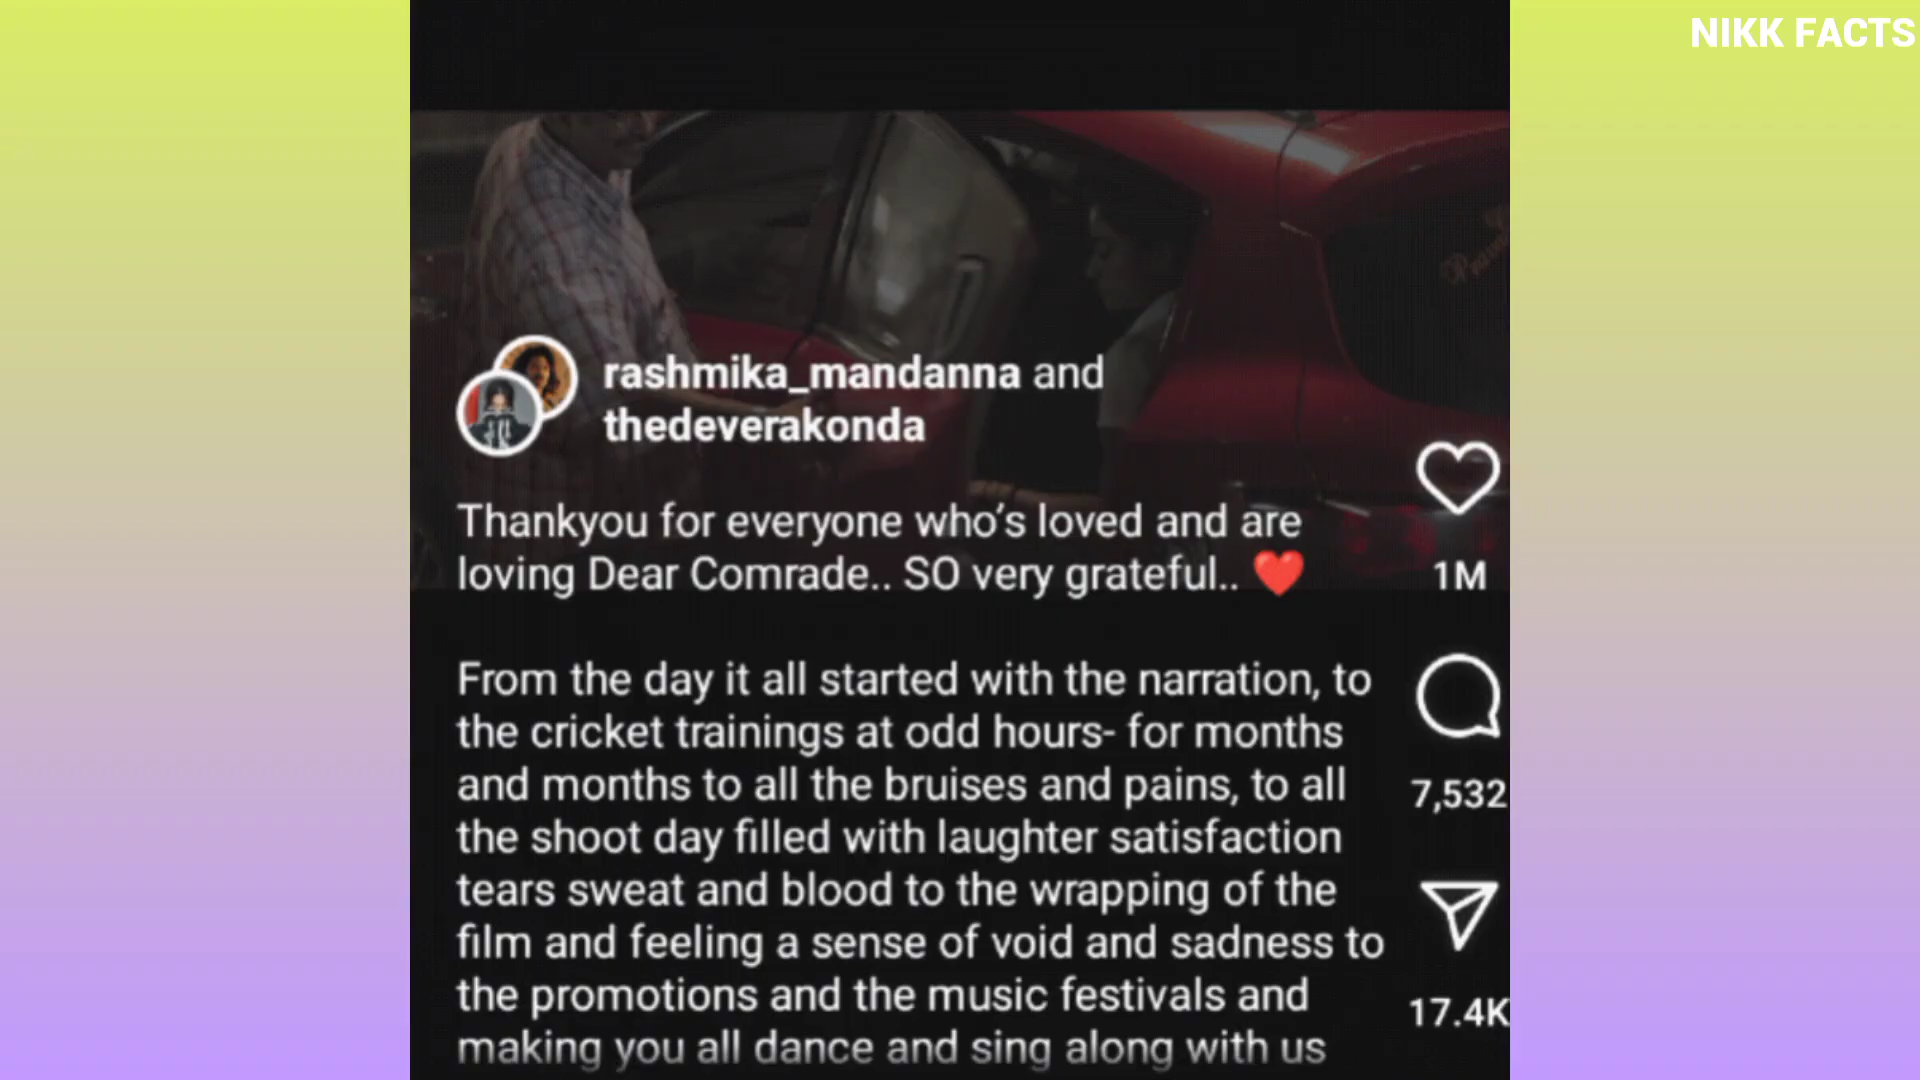 NIKK FACTS
rashmika_mandanna and
thedeverakonda
Thankyou for everyone who’s loved and are
loving Dear Comrade.. SO very grateful.. ❤️
1M
From the day it all started with the narration, to
the cricket trainings at odd hours- for months
and months to all the bruises and pains, to all
the shoot day filled with laughter satisfaction
tears sweat and blood to the wrapping of the
film and feeling a sense of void and sadness to
the promotions and the music festivals and
making you all dance and sing along with us
7,532
17.4K